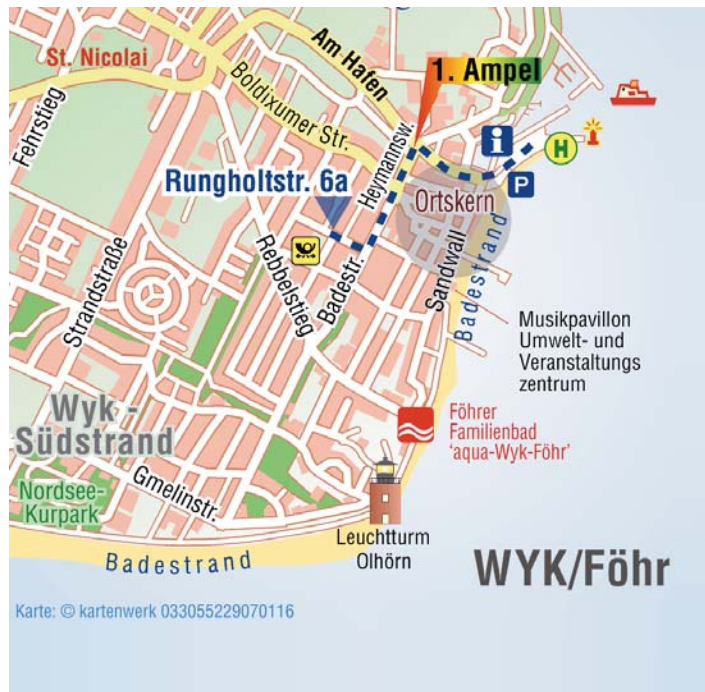 St. Nicolai
Am Hafen
1. Ampel
Boldixumer Str.
Fehrstieg
Heymannsw.
i
H
P
Rungholtstr. 6a
Ortskern
Strandstraße
Rebbelstieg
Badestr.
Sandwall
Badestrand
Musikpavillon
Umwelt- und
Veranstaltungs
zentrum
Wyk -
Südstrand
Föhrer
Familienbad
'aqua-Wyk-Föhr'
Gmelinstr.
Nordsee-
Kurpark
Leuchtturm
Olhörn
Badestrand
WYK/Föhr
Karte: © kartenwerk 033055229070116